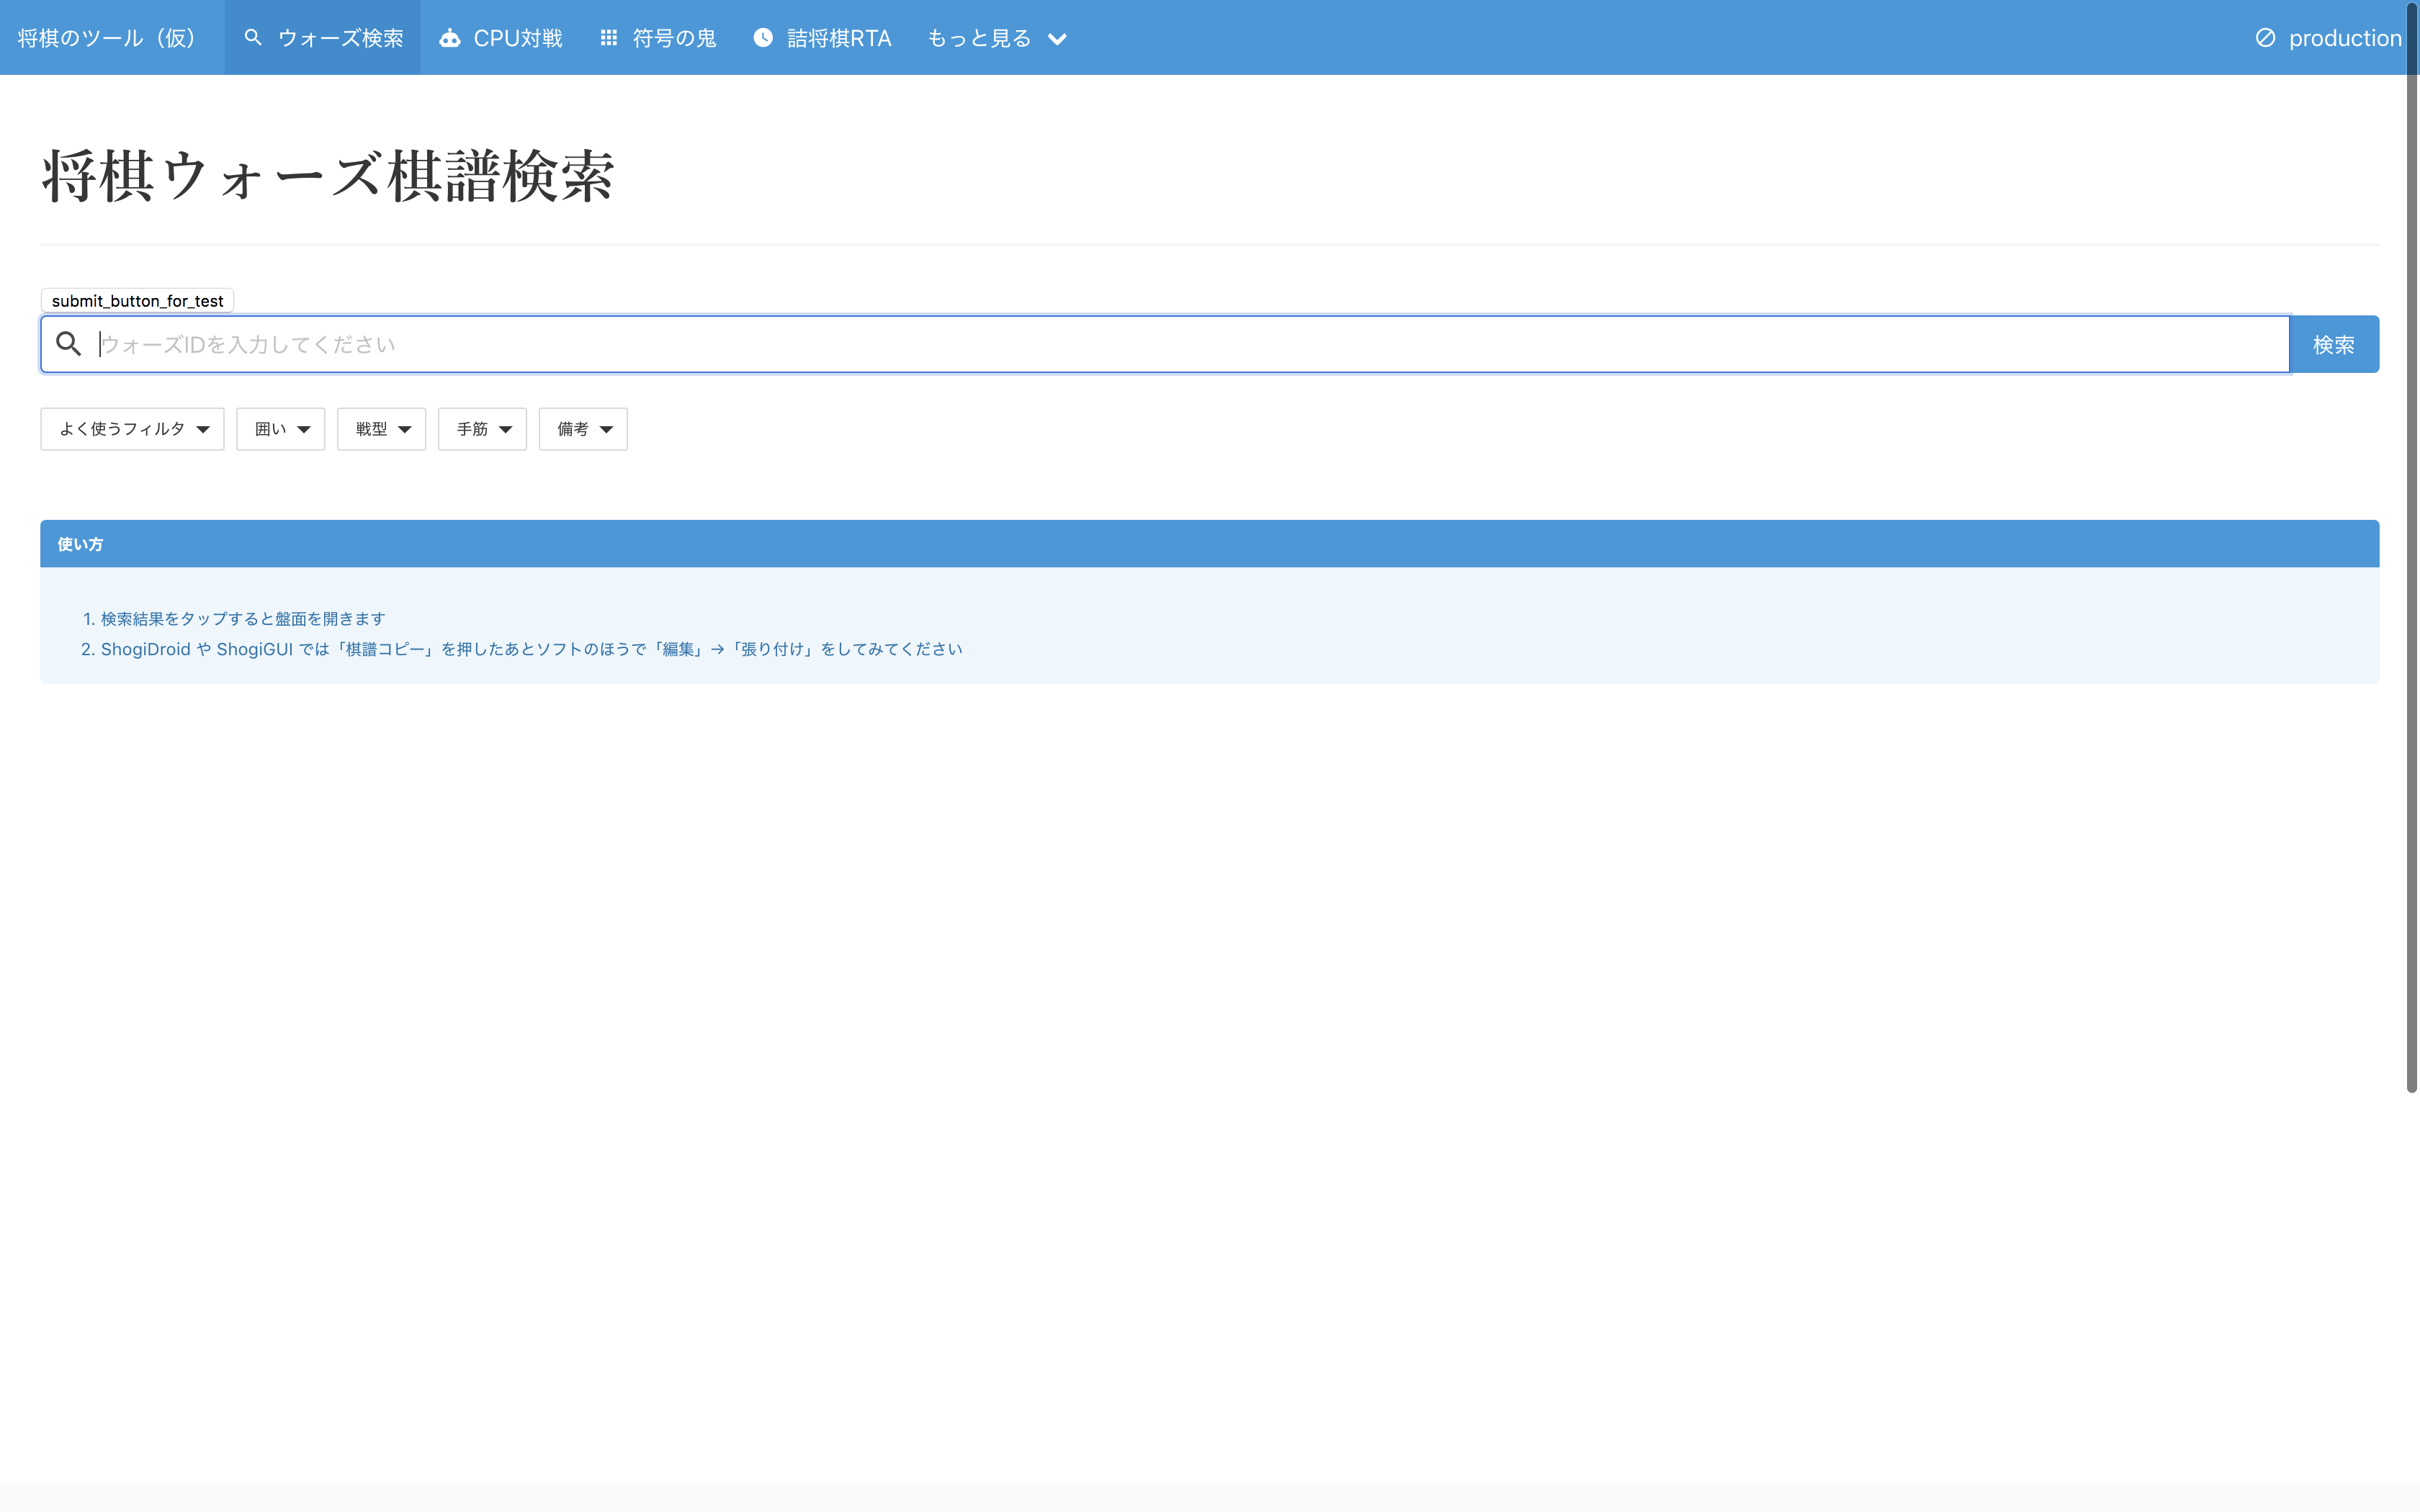 将棋のツール（仮） ウォーズ検索 CPU対戦 符号の鬼 詰将棋RTA もっと見る production
将棋ウォーズ棋譜検索
submit_button_for_test
ウォーズIDを入力してください 検索
よく使うフィルタ 囲い 戦型 手筋 備考
使い方
1. 検索結果をタップすると盤面を開きます
2. ShogiDroid や ShogiGUI では「棋譜コピー」を押したあとソフトのほうで「編集」→「張り付け」をしてみてください